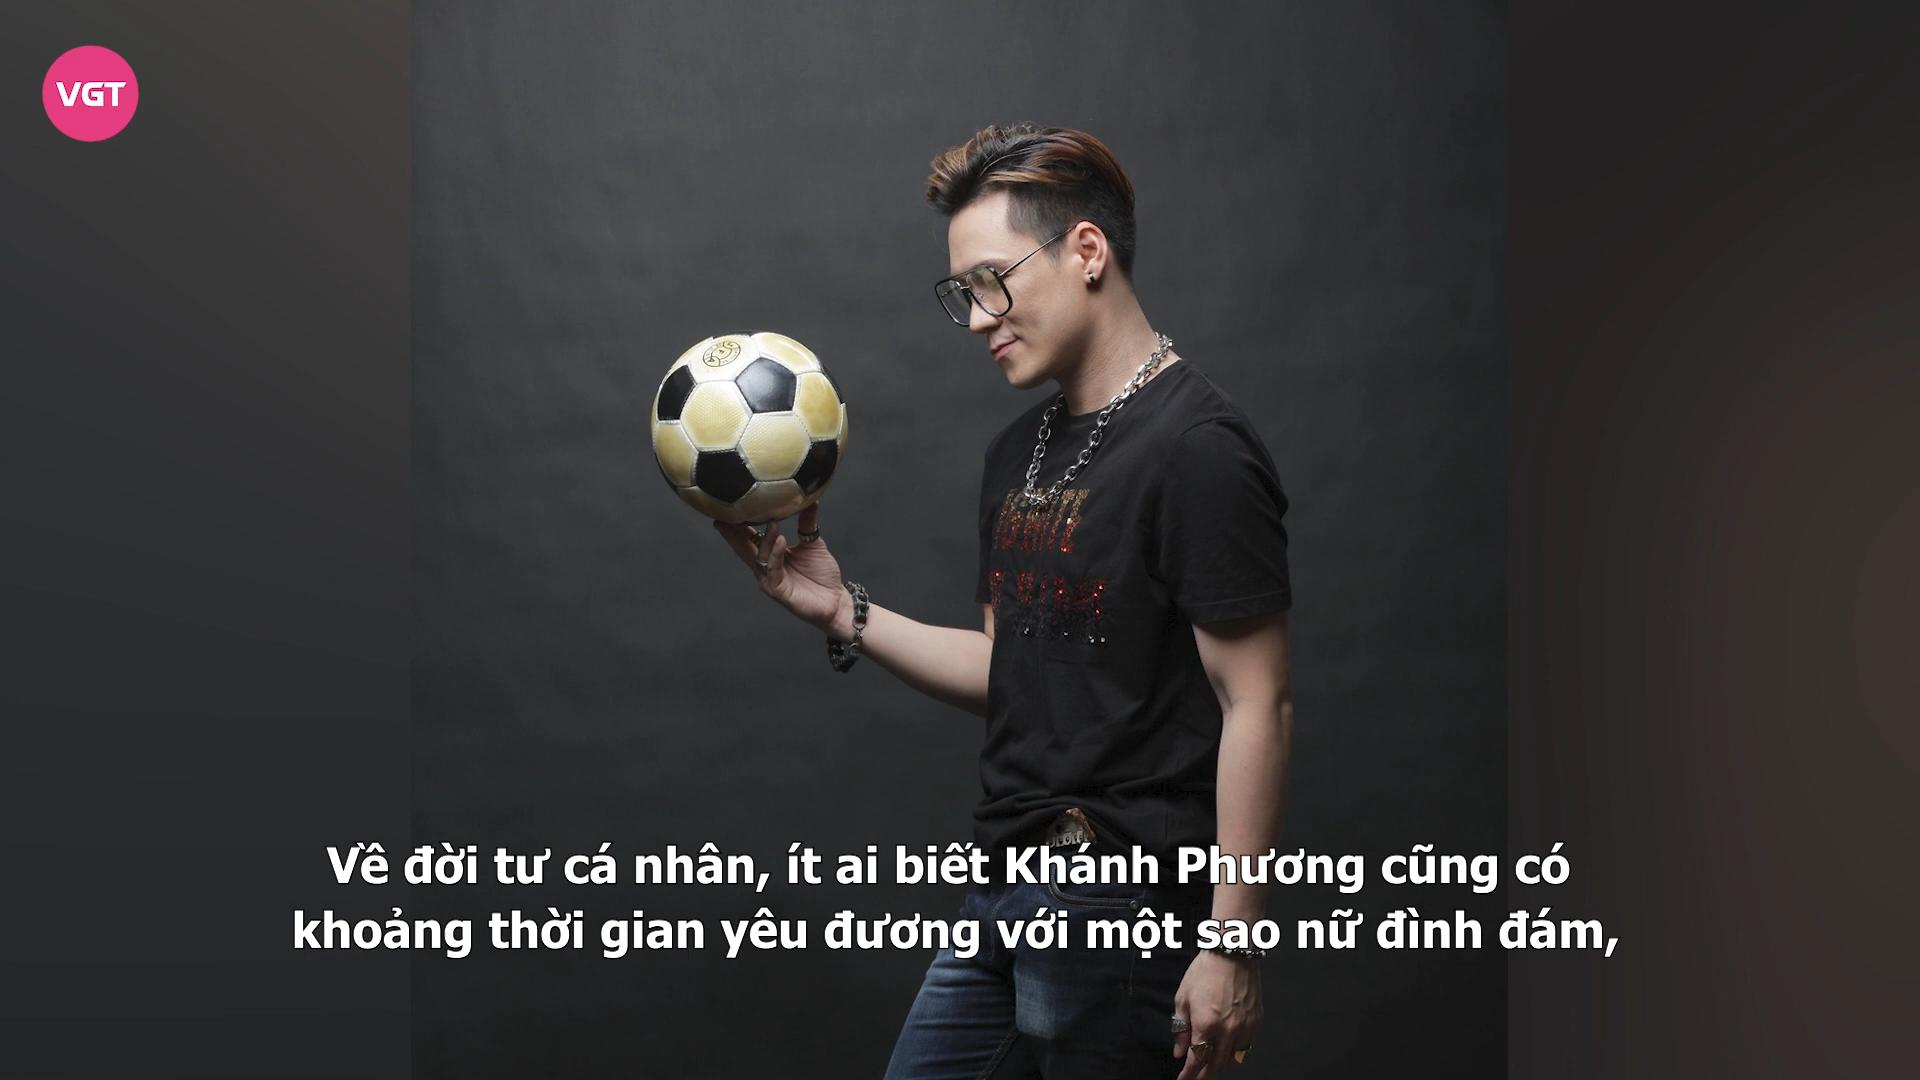 VGT
Về đời tư cá nhân, ít ai biết Khánh Phương cũng có
khoảng thời gian yêu đương với một sao nữ đình đám,